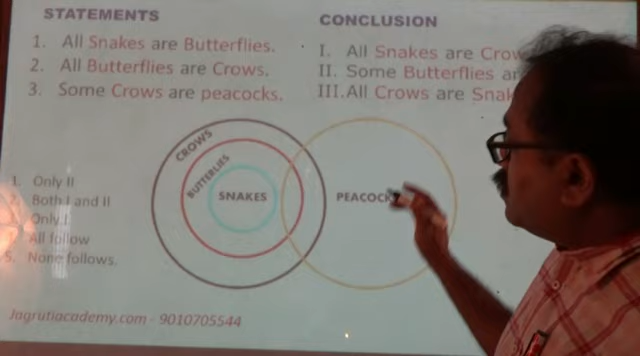 STATEMENTS
1. All Snakes are Butterflies.
2. All Butterflies are Crows.
3. Some Crows are peacocks.
CONCLUSION
I. All Snakes are
II. Some Butterflies
III.All Crows are
CROWS
BUTTERLIES
SNAKES
PEACOCK
1. Only II
2. Both I and II
Only I
All follow
5. None follows.
Jagrutiacademy.com - 9010705544